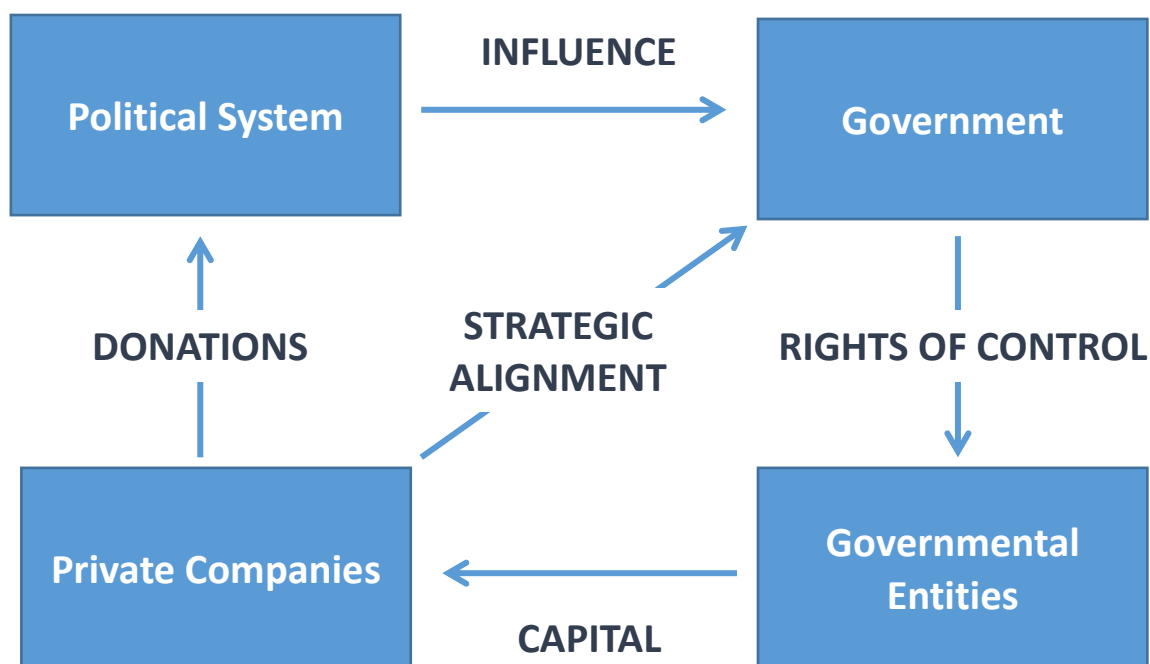 INFLUENCE
Political System
Government
DONATIONS
STRATEGIC
ALIGNMENT
RIGHTS OF CONTROL
Private Companies
Governmental
Entities
CAPITAL